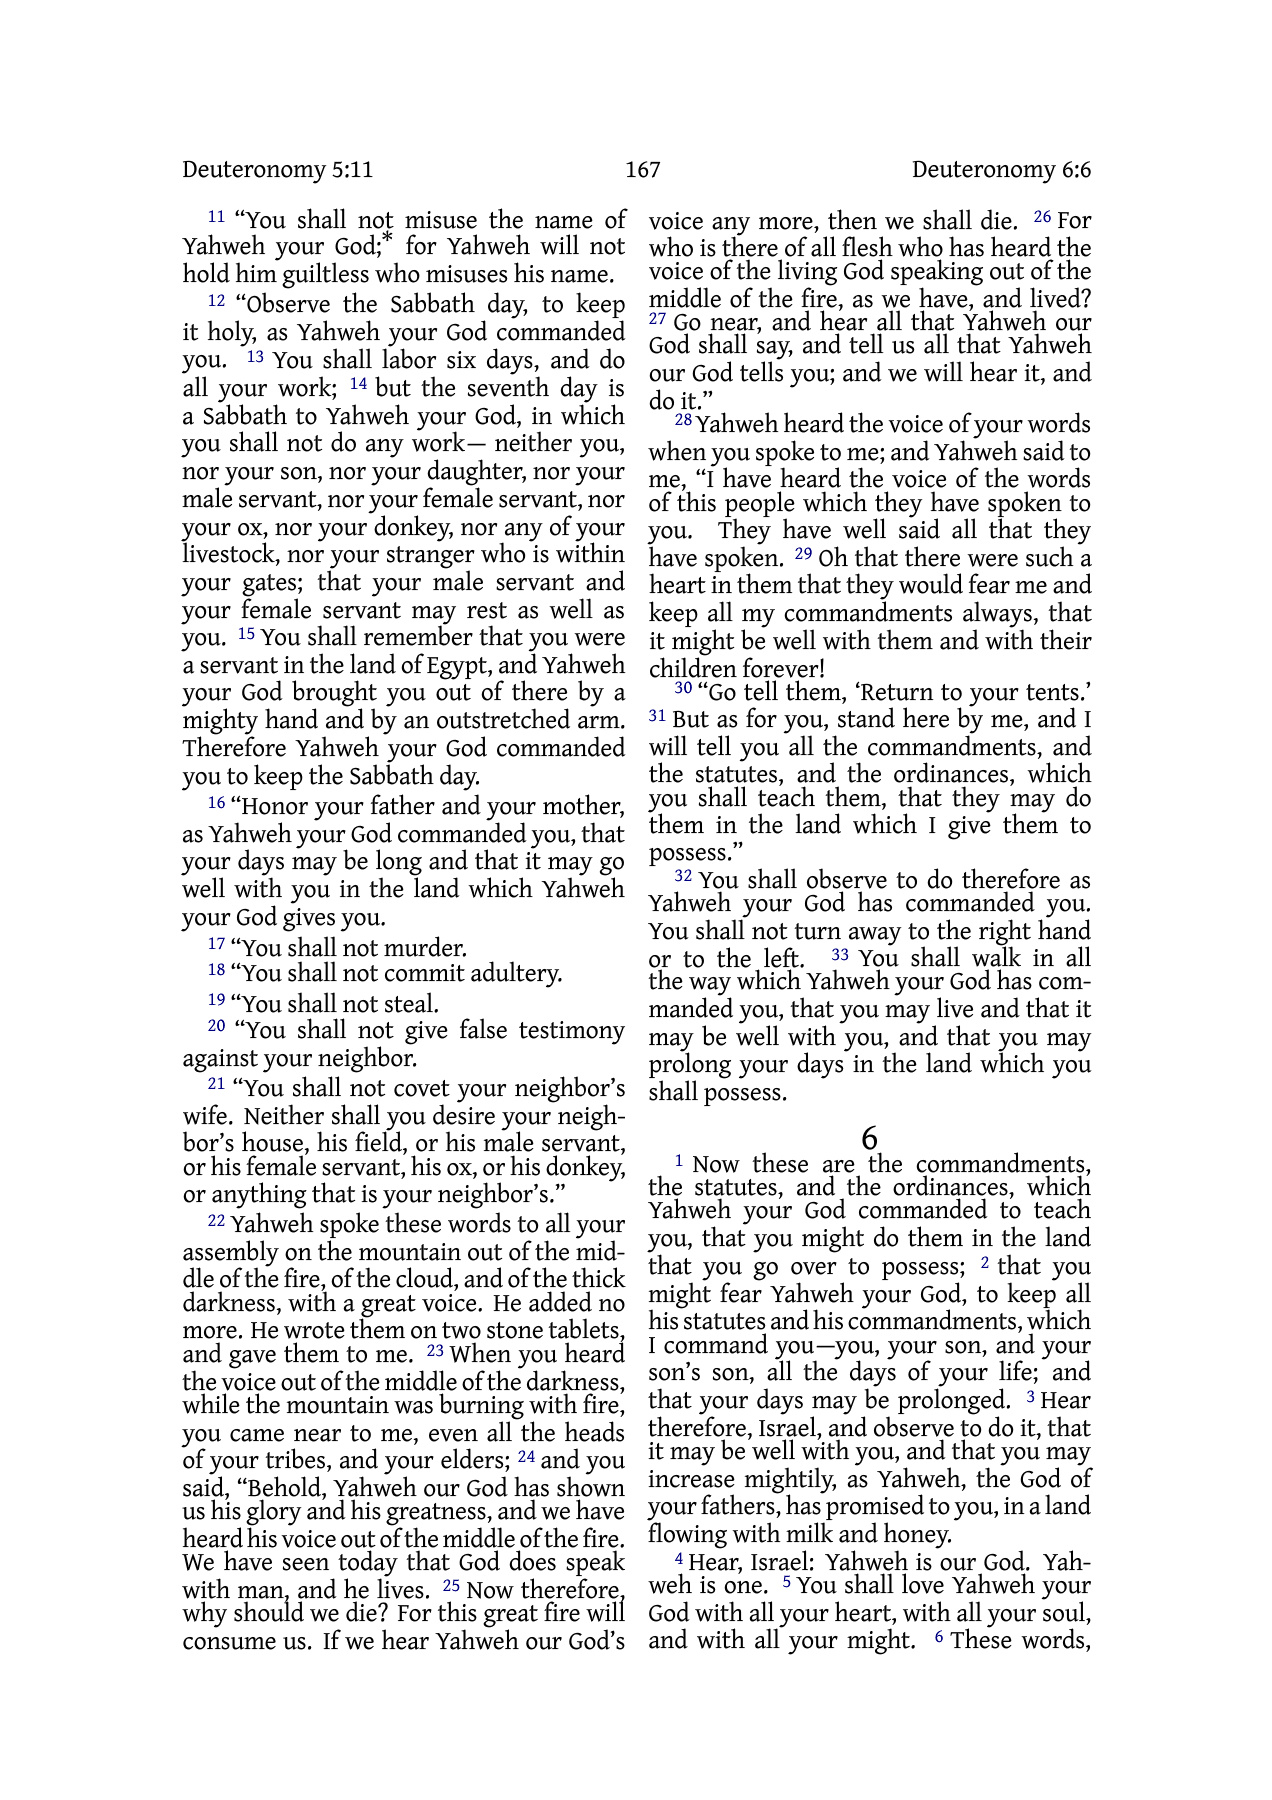 Deuteronomy 5:11 167 Deuteronomy 6:6
11 “You shall not misuse the name of
Yahweh your God;* for Yahweh will not
hold him guiltless who misuses his name.
12 “Observe the Sabbath day, to keep
it holy, as Yahweh your God commanded
you. 13 You shall labor six days, and do
all your work; 14 but the seventh day is
a Sabbath to Yahweh your God, in which
you shall not do any work— neither you,
nor your son, nor your daughter, nor your
male servant, nor your female servant, nor
your ox, nor your donkey, nor any of your
livestock, nor your stranger who is within
your gates; that your male servant and
your female servant may rest as well as
you. 15 You shall remember that you were
a servant in the land of Egypt, and Yahweh
your God brought you out of there by a
mighty hand and by an outstretched arm.
Therefore Yahweh your God commanded
you to keep the Sabbath day.
16 “Honor your father and your mother,
as Yahweh your God commanded you, that
your days may be long and that it may go
well with you in the land which Yahweh
your God gives you.
17 “You shall not murder.
18 “You shall not commit adultery.
19 “You shall not steal.
20 “You shall not give false testimony
against your neighbor.
21 “You shall not covet your neighbor’s
wife. Neither shall you desire your neigh-
bor’s house, his field, or his male servant,
or his female servant, his ox, or his donkey,
or anything that is your neighbor’s.”
22 Yahweh spoke these words to all your
assembly on the mountain out of the mid-
dle of the fire, of the cloud, and of the thick
darkness, with a great voice. He added no
more. He wrote them on two stone tablets,
and gave them to me. 23 When you heard
the voice out of the middle of the darkness,
while the mountain was burning with fire,
you came near to me, even all the heads
of your tribes, and your elders; 24 and you
said, “Behold, Yahweh our God has shown
us his glory and his greatness, and we have
heard his voice out of the middle of the fire.
We have seen today that God does speak
with man, and he lives. 25 Now therefore,
why should we die? For this great fire will
consume us. If we hear Yahweh our God’s
voice any more, then we shall die. 26 For
who is there of all flesh who has heard the
voice of the living God speaking out of the
middle of the fire, as we have, and lived?
27 Go near, and hear all that Yahweh our
God shall say, and tell us all that Yahweh
our God tells you; and we will hear it, and
do it.”
28 Yahweh heard the voice of your words
when you spoke to me; and Yahweh said to
me, “I have heard the voice of the words
of this people which they have spoken to
you. They have well said all that they
have spoken. 29 Oh that there were such a
heart in them that they would fear me and
keep all my commandments always, that
it might be well with them and with their
children forever!
30 “Go tell them, ‘Return to your tents.’
31 But as for you, stand here by me, and I
will tell you all the commandments, and
the statutes, and the ordinances, which
you shall teach them, that they may do
them in the land which I give them to
possess.”
32 You shall observe to do therefore as
Yahweh your God has commanded you.
You shall not turn away to the right hand
or to the left. 33 You shall walk in all
the way which Yahweh your God has com-
manded you, that you may live and that it
may be well with you, and that you may
prolong your days in the land which you
shall possess.
6
1 Now these are the commandments,
the statutes, and the ordinances, which
Yahweh your God commanded to teach
you, that you might do them in the land
that you go over to possess; 2 that you
might fear Yahweh your God, to keep all
his statutes and his commandments, which
I command you—you, your son, and your
son’s son, all the days of your life; and
that your days may be prolonged. 3 Hear
therefore, Israel, and observe to do it, that
it may be well with you, and that you may
increase mightily, as Yahweh, the God of
your fathers, has promised to you, in a land
flowing with milk and honey.
4 Hear, Israel: Yahweh is our God. Yah-
weh is one. 5 You shall love Yahweh your
God with all your heart, with all your soul,
and with all your might. 6 These words,